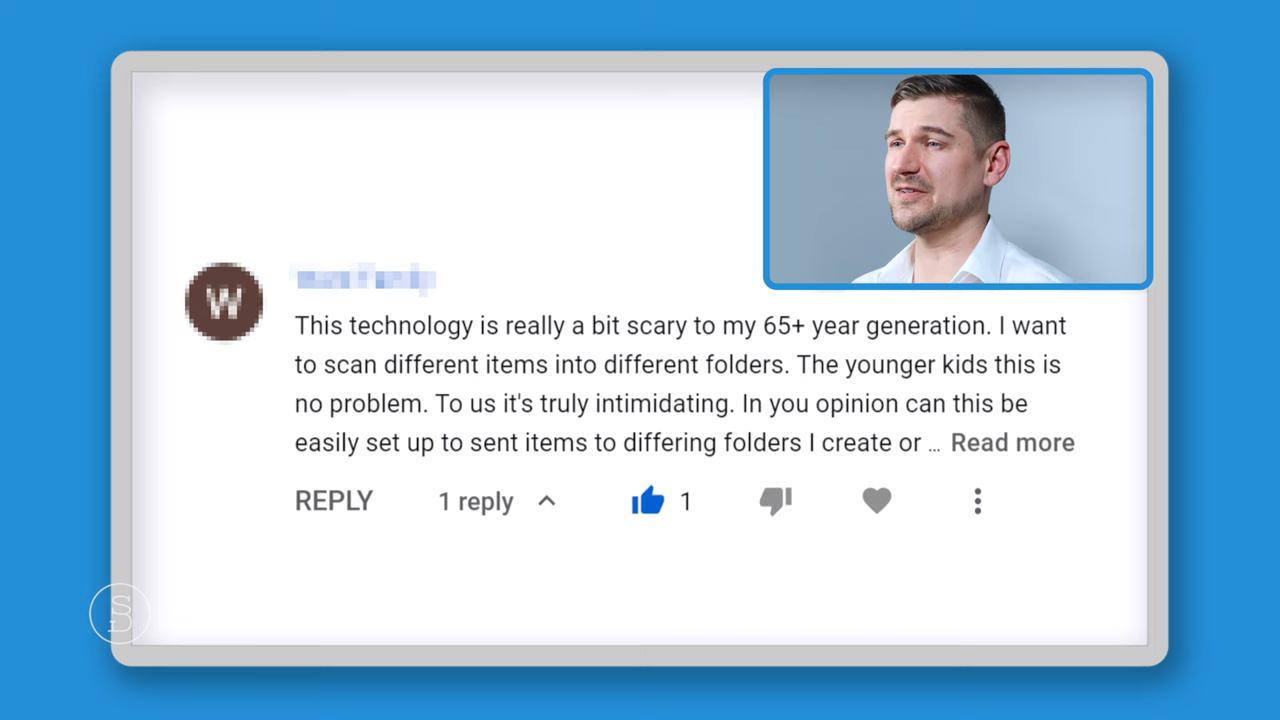 W
This technology is really a bit scary to my 65+ year generation. I want
to scan different items into different folders. The younger kids this is
no problem. To us it's truly intimidating. In you opinion can this be
easily set up to sent items to differing folders I create or ... Read more
REPLY 1 reply 1
SD